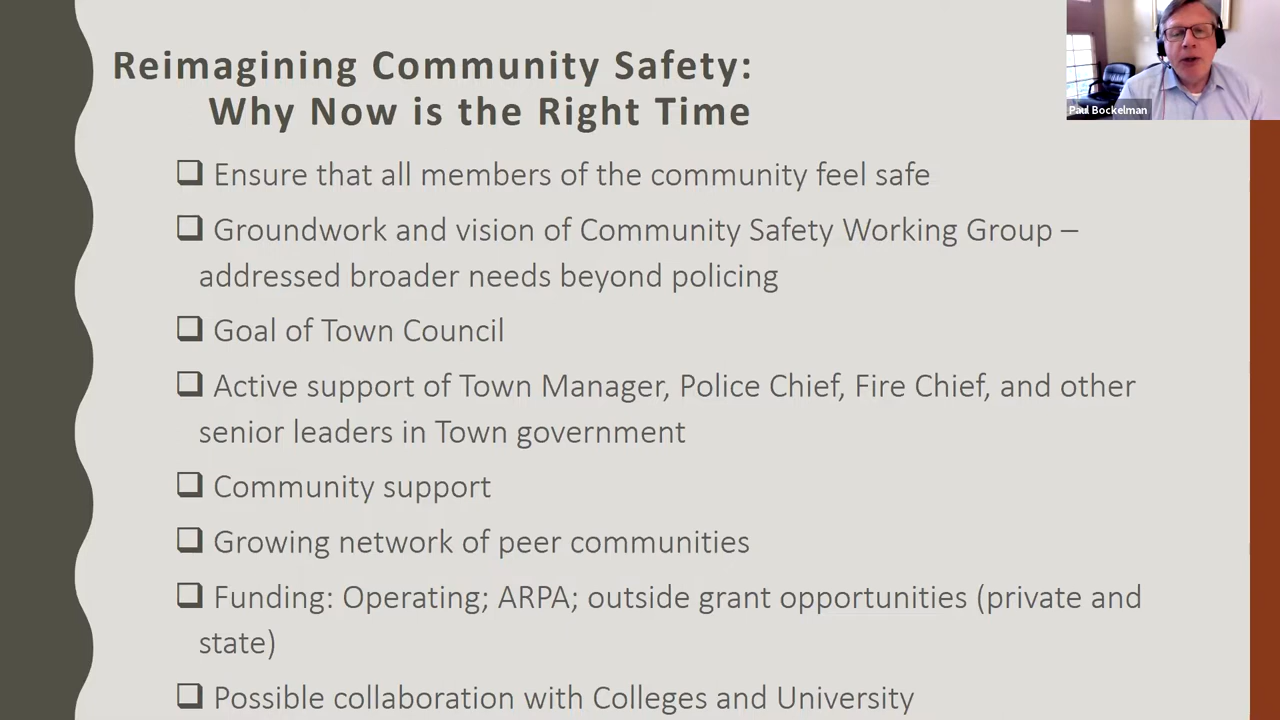 Reimagining Community Safety:
Why Now is the Right Time
Paul Bockelman
Ensure that all members of the community feel safe
Groundwork and vision of Community Safety Working Group –
addressed broader needs beyond policing
Goal of Town Council
Active support of Town Manager, Police Chief, Fire Chief, and other
senior leaders in Town government
Community support
Growing network of peer communities
Funding: Operating; ARPA; outside grant opportunities (private and
state)
Possible collaboration with Colleges and University